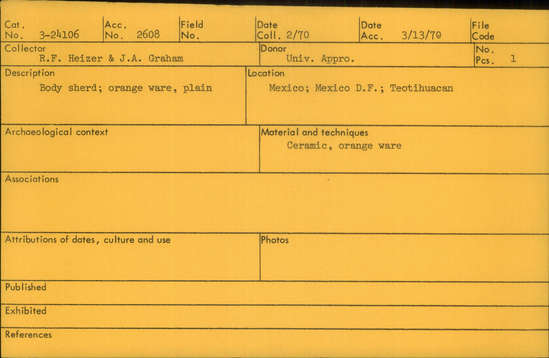 Cat. No. 3-24106 Acc. No. 2608 Field No. Date Coll. 2/70 Date Acc. 3/13/70 File Code
Collector R.F. Heizer & J.A. Graham Donor Univ. Appro. No. Pcs. 1
Description Location
Body sherd; orange ware, plain Mexico; Mexico D.F.; Teotihuacan
Archaeological context Material and techniques
Ceramic, orange ware
Associations
Attributions of dates, culture and use Photos
Published
Exhibited
References